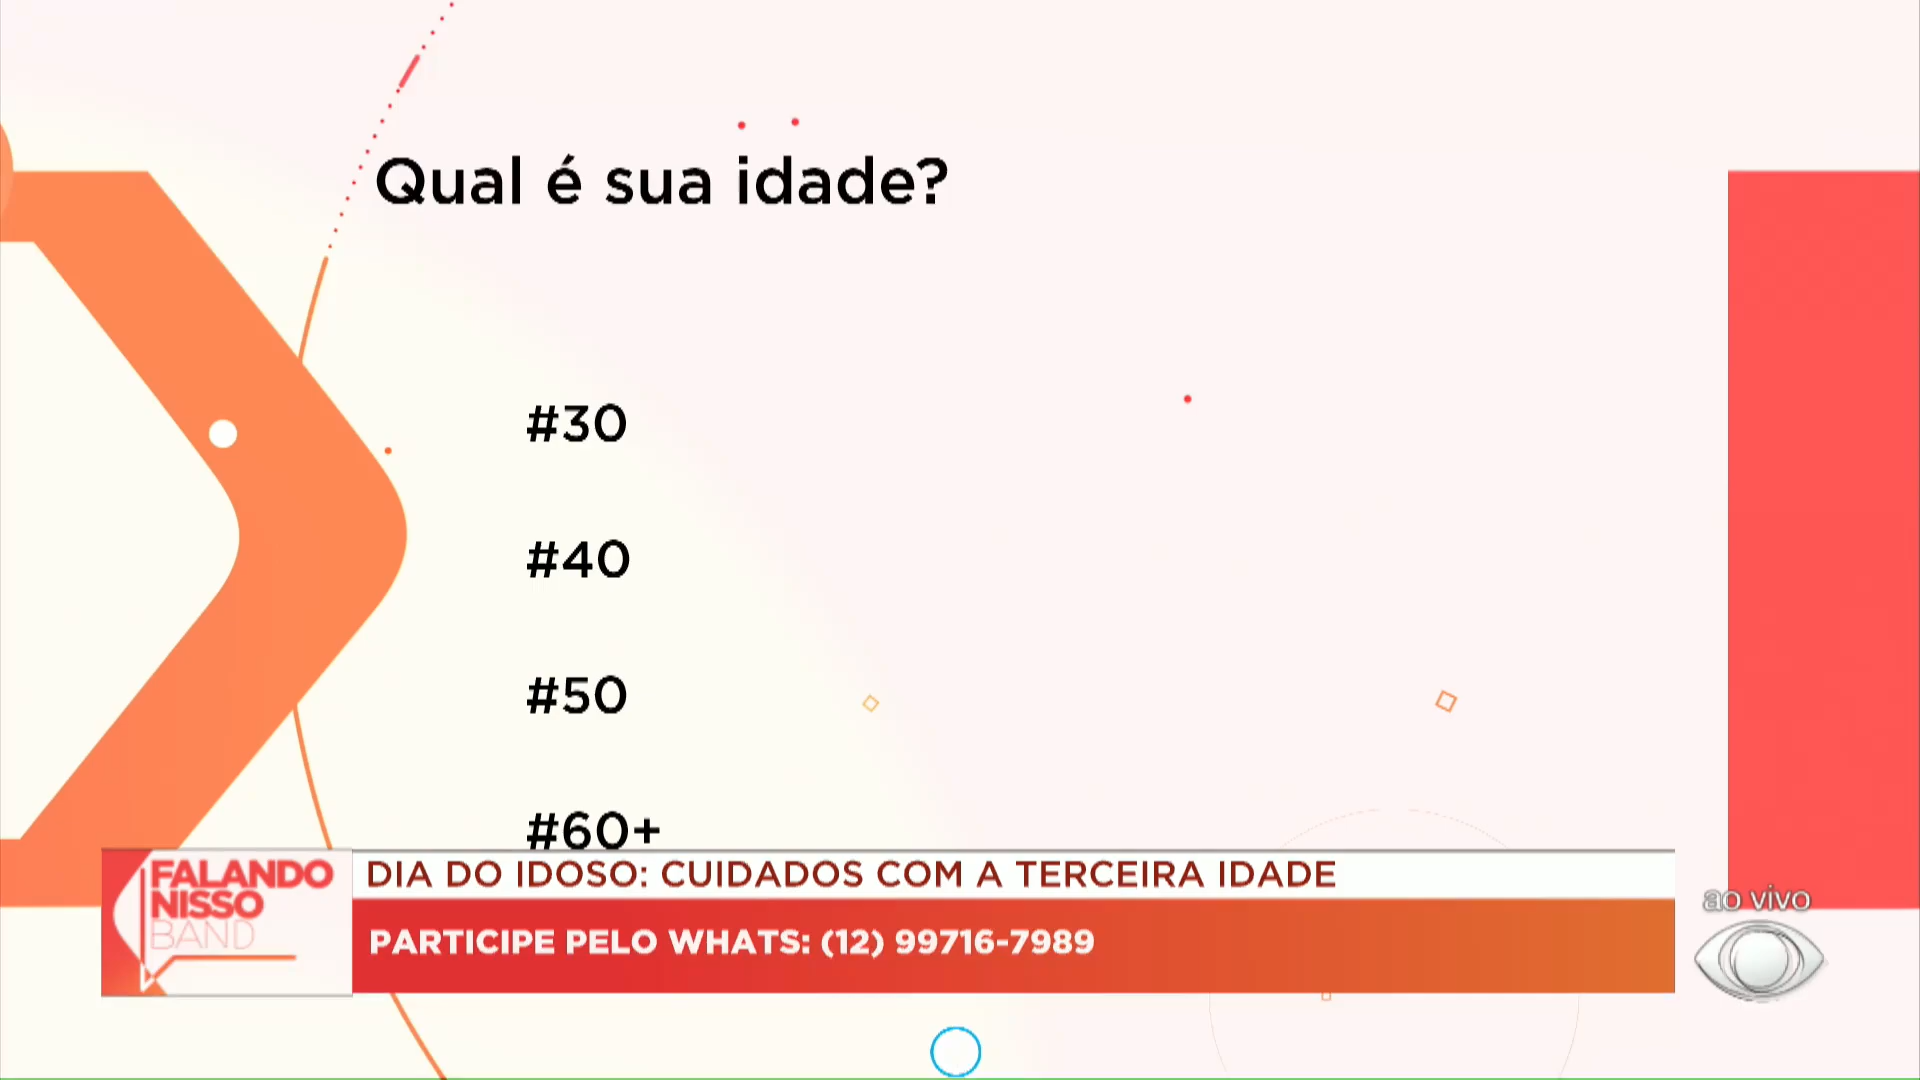 Qual é sua idade?
#30
#40
#50
#60+
DIA DO IDOSO: CUIDADOS COM A TERCEIRA IDADE
FALANDO
NISSO
BAND
PARTICIPE PELO WHATS: (12) 99716-7989
ao vivo